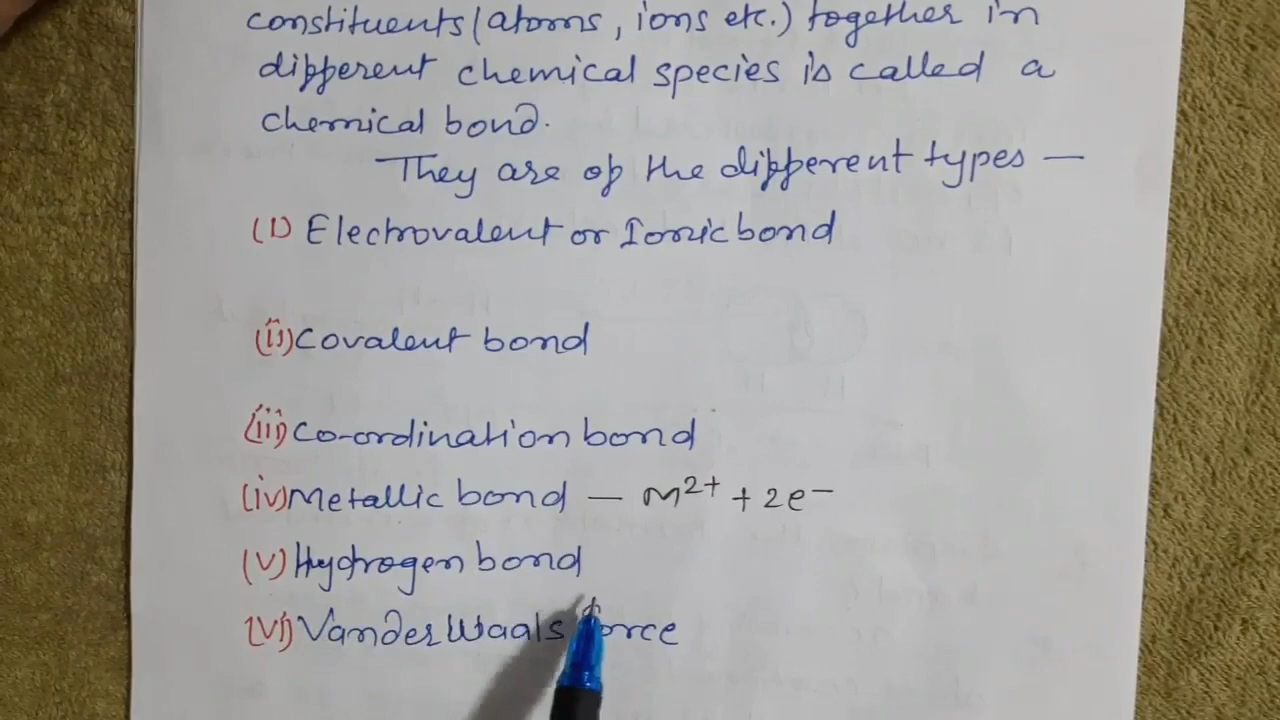 constituents (atoms, ions etc.) together in
different chemical species is called a
chemical bond.
They are of the different types —
(i) Electrovalent or Ionic bond
(ii) Covalent bond
(iii) Co-ordination bond
(iv) Metallic bond — M²⁺ + 2e⁻
(v) Hydrogen bond
(vi) Vander Waals force